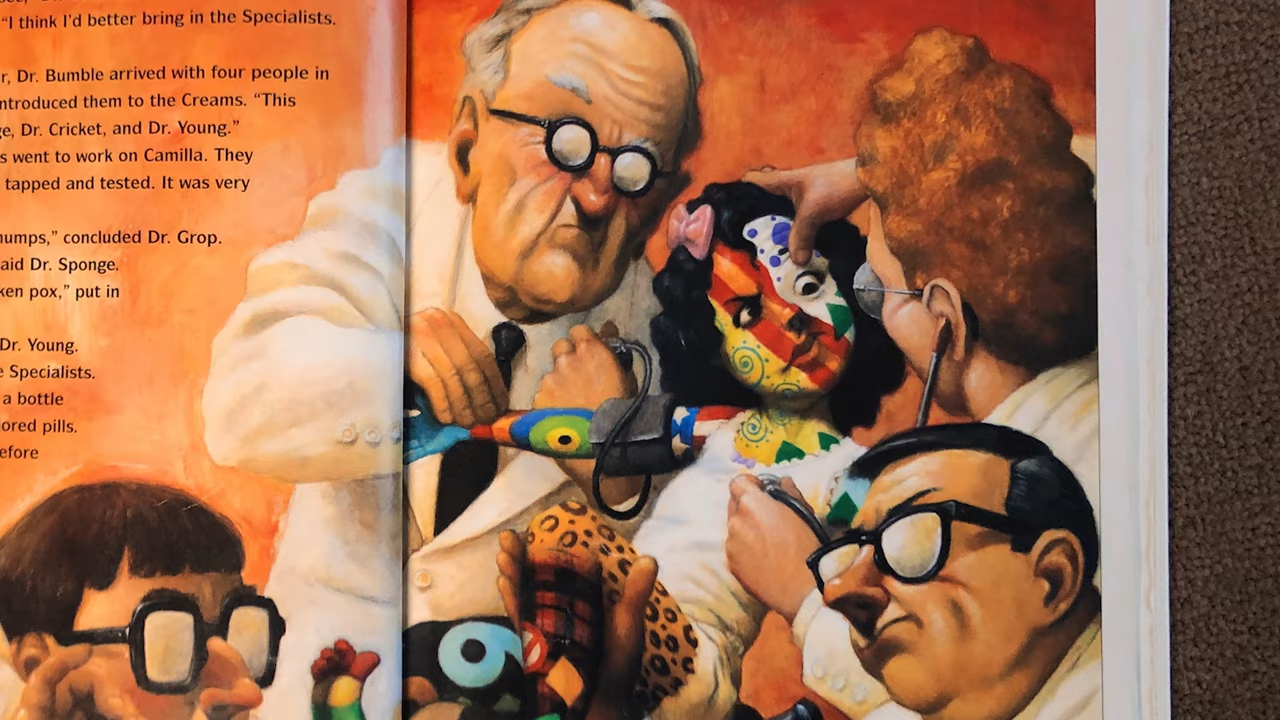 “I think I’d better bring in the Specialists.
r, Dr. Bumble arrived with four people in
ntroduced them to the Creams. “This
e, Dr. Cricket, and Dr. Young.”
s went to work on Camilla. They
tapped and tested. It was very
umps,” concluded Dr. Grop.
aid Dr. Sponge.
ken pox,” put in
Dr. Young.
e Specialists.
a bottle
ored pills.
efore